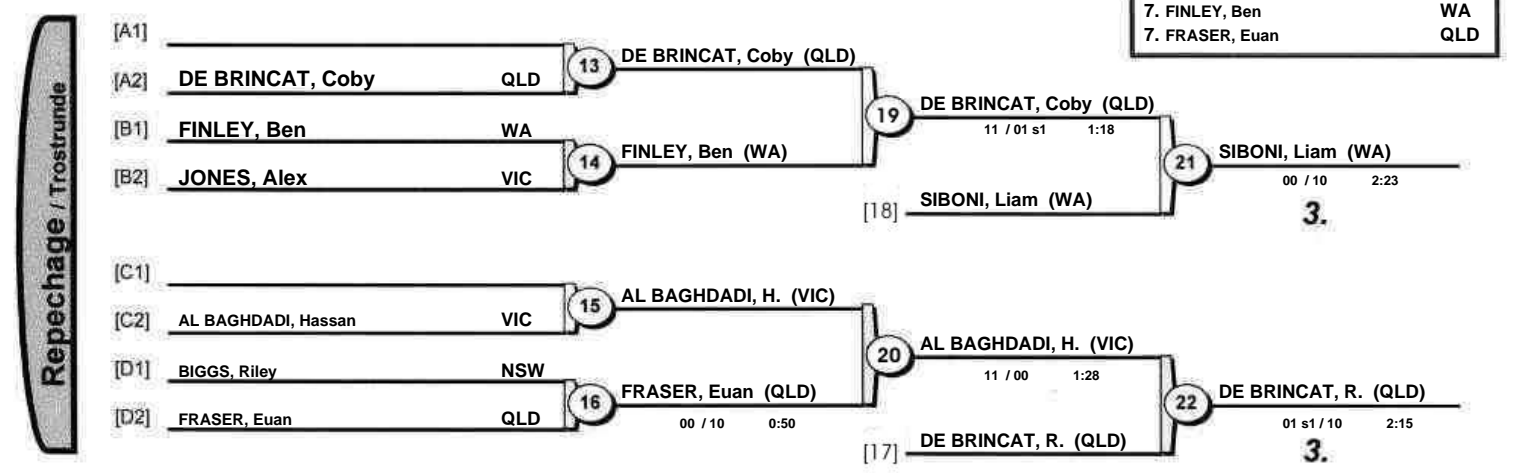 7. FINLEY, Ben WA
7. FRASER, Euan QLD
Repechage / Trostrunde
[A1]
[A2] DE BRINCAT, Coby QLD
13 DE BRINCAT, Coby (QLD)
[B1] FINLEY, Ben WA
[B2] JONES, Alex VIC
14 FINLEY, Ben (WA)
19 DE BRINCAT, Coby (QLD)
11 / 01 s1 1:18
[18] SIBONI, Liam (WA)
21 SIBONI, Liam (WA)
00 / 10 2:23
3.
[C1]
[C2] AL BAGHDADI, Hassan VIC
15 AL BAGHDADI, H. (VIC)
[D1] BIGGS, Riley NSW
[D2] FRASER, Euan QLD
16 FRASER, Euan (QLD)
00 / 10 0:50
20 AL BAGHDADI, H. (VIC)
11 / 00 1:28
[17] DE BRINCAT, R. (QLD)
22 DE BRINCAT, R. (QLD)
01 s1 / 10 2:15
3.